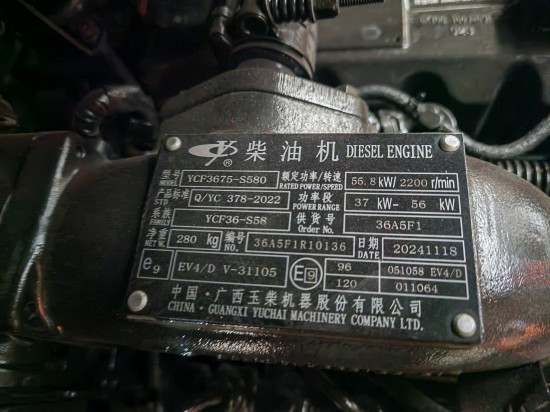 柴油机 DIESEL ENGINE
型号 MODEL YCF3675-S580 额定功率/转速 RATED POWER/SPEED 55.8 kW/ 2200 r/min
产品标准 STD Q/YC 378-2022 功率段 POWER RANGE 37 kW- 56 kW
系族 FAMILY YCF36-S58 供货号 Order No. 36A5F1
净重 NET.W. 280 kg 编号 NO. 36A5F1R10136 日期 DATE 20241118
e9 EV4/D V-31105 E9 96 051058 EV4/D
120 011064
中国·广西玉柴机器股份有限公司
CHINA · GUANGXI YUCHAI MACHINERY COMPANY LTD.